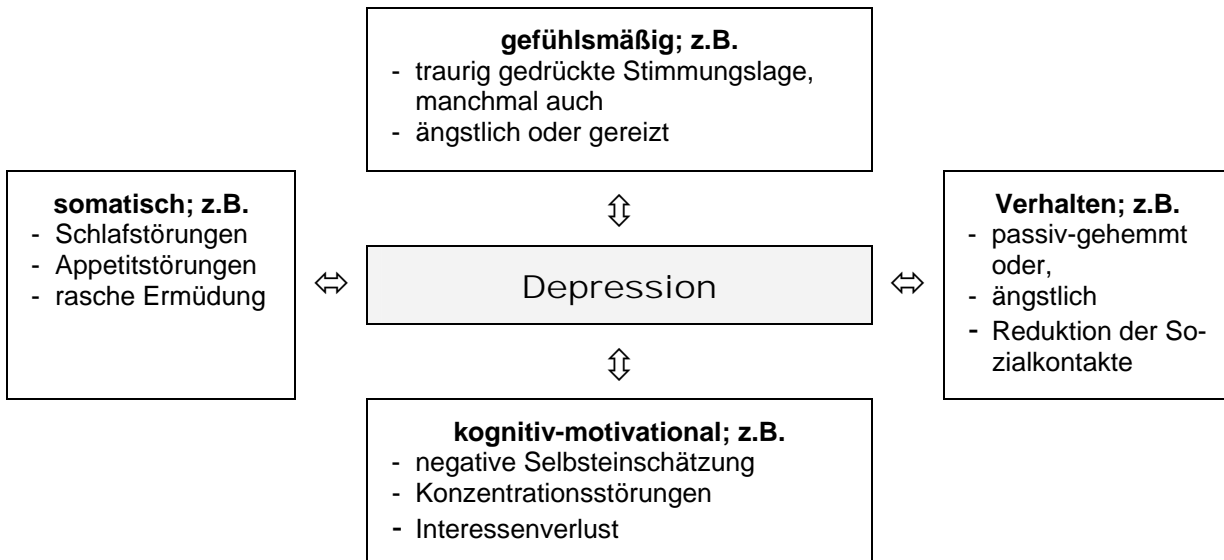 gefühlsmäßig; z.B.
- traurig gedrückte Stimmungslage,
manchmal auch
- ängstlich oder gereizt
somatisch; z.B.
- Schlafstörungen
- Appetitstörungen
- rasche Ermüdung
Depression
Verhalten; z.B.
- passiv-gehemmt
oder,
- ängstlich
- Reduktion der So-
zialkontakte
kognitiv-motivational; z.B.
- negative Selbsteinschätzung
- Konzentrationsstörungen
- Interessenverlust